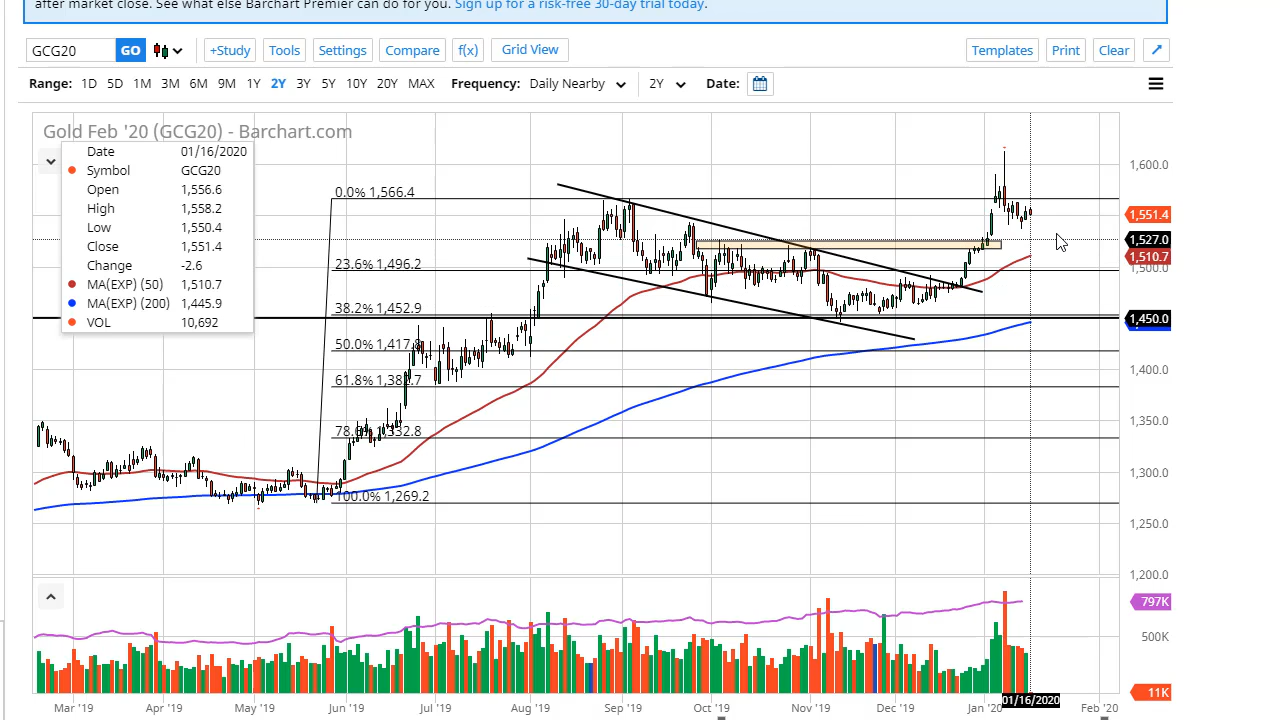 after market close. See what else Barchart Premier can do for you. Sign up for a risk-free 30-day trial today.
GCG20 GO +Study Tools Settings Compare f(x) Grid View Templates Print Clear
Range: 1D 5D 1M 3M 6M 9M 1Y 2Y 3Y 5Y 10Y 20Y MAX Frequency: Daily Nearby 2Y Date:
Gold Feb '20 (GCG20) - Barchart.com
Date 01/16/2020
Symbol GCG20
Open 1,556.6
High 1,558.2
Low 1,550.4
Close 1,551.4
Change -2.6
MA(EXP) (50) 1,510.7
MA(EXP) (200) 1,445.9
VOL 10,692
0.0% 1,566.4
23.6% 1,496.2
38.2% 1,452.9
50.0% 1,417.8
61.8% 1,382.7
78.6% 1,332.8
100.0% 1,269.2
1,600.0
1,551.4
1,527.0
1,510.7
1,500.0
1,450.0
1,400.0
1,350.0
1,300.0
1,250.0
1,200.0
797K
500K
11K
Mar '19 Apr '19 May '19 Jun '19 Jul '19 Aug '19 Sep '19 Oct '19 Nov '19 Dec '19 Jan '20 01/16/2020 Feb '20